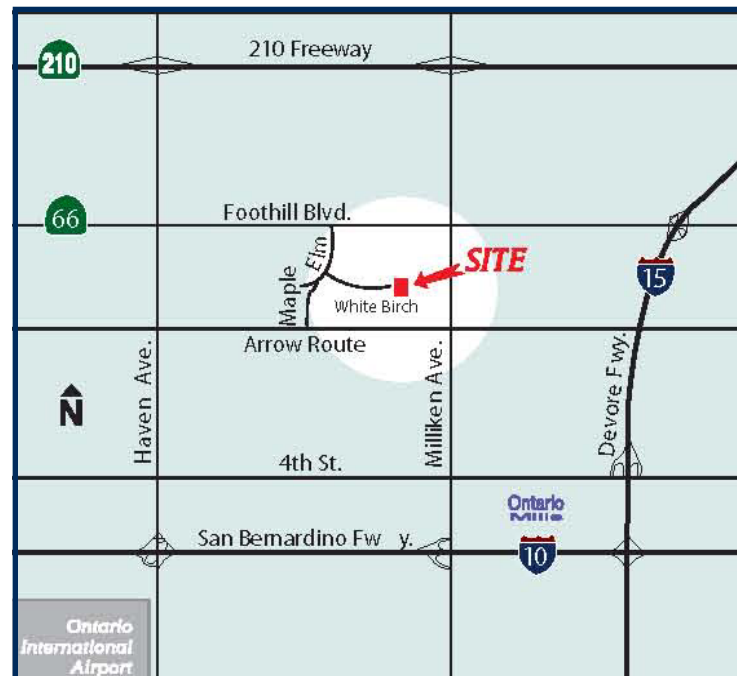 210 Freeway
210
66
Foothill Blvd.
Elm
Maple
SITE
White Birch
15
Arrow Route
Haven Ave.
Milliken Ave.
Devore Fwy.
N
4th St.
Ontario
Mills
San Bernardino Fw y.
10
Ontario
International
Airport